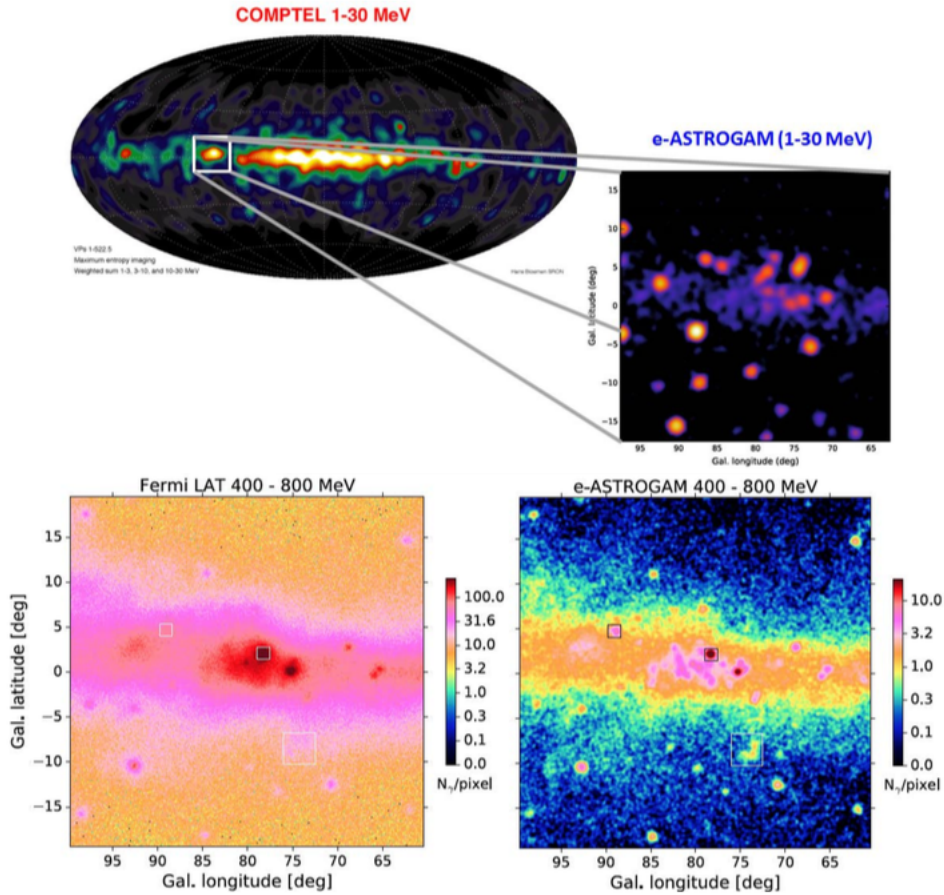 COMPTEL 1-30 MeV
e-ASTROGAM (1-30 MeV)
VPs 1-522.5
Maximum entropy imaging
Weighted sum 1-3, 3-10, and 10-30 MeV
15
10
5
0
−5
−10
−15
Gal. latitude (deg)
95 90 85 80 75 70 65
Gal. longitude (deg)
Fermi LAT 400 - 800 MeV
15
10
5
0
−5
−10
−15
Gal. latitude [deg]
95 90 85 80 75 70 65
Gal. longitude [deg]
100.0
31.6
10.0
3.2
1.0
0.3
0.1
0.0
Nγ/pixel
e-ASTROGAM 400 - 800 MeV
95 90 85 80 75 70 65
Gal. longitude [deg]
10.0
3.2
1.0
0.3
0.1
0.0
Nγ/pixel